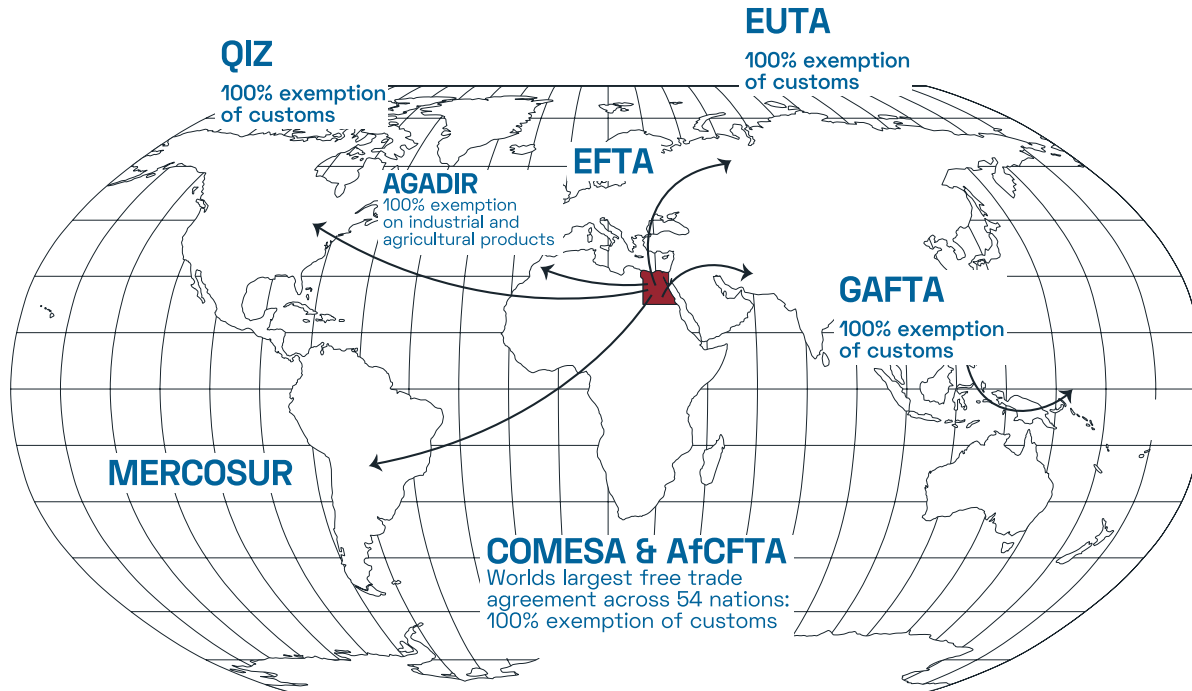 QIZ
100% exemption
of customs
EUTA
100% exemption
of customs
EFTA
AGADIR
100% exemption
on industrial and
agricultural products
GAFTA
100% exemption
of customs
MERCOSUR
COMESA & AfCFTA
Worlds largest free trade
agreement across 54 nations:
100% exemption of customs